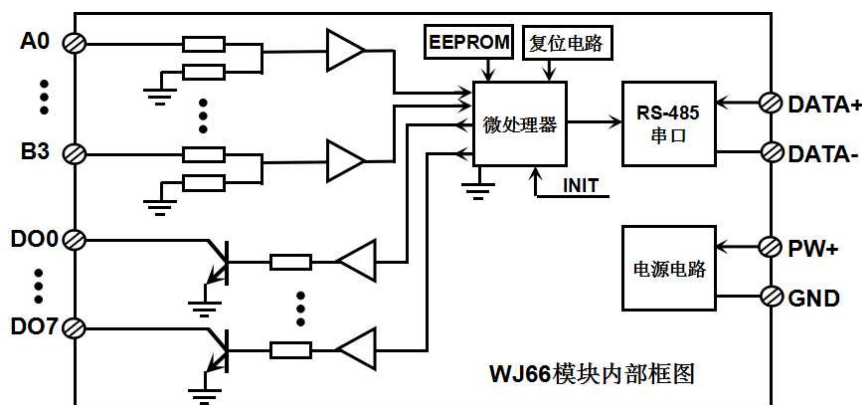 A0
EEPROM
复位电路
B3
微处理器
RS-485
串口
DATA+
DATA-
INIT
DO0
DO7
电源电路
PW+
GND
WJ66模块内部框图